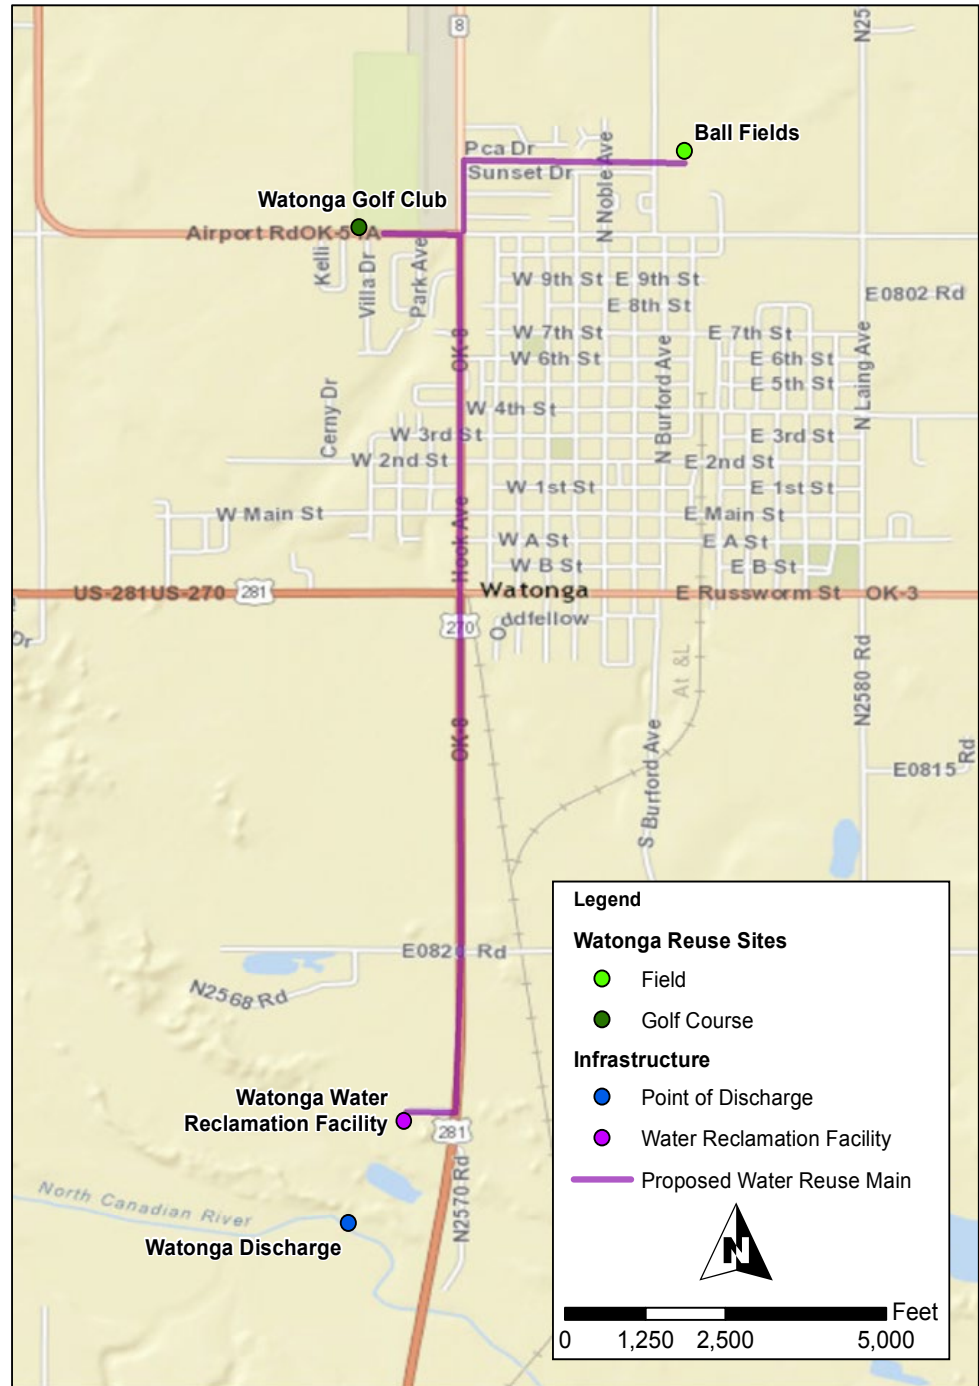 8
N25
Ball Fields
Pca Dr
Sunset Dr
N Noble Ave
Watonga Golf Club
Airport Rd
OK-51A
Kelli
Villa Dr
Park Ave
W 9th St
E 9th St
E0802 Rd
E 8th St
OK-8
W 7th St
E 7th St
W 6th St
E 6th St
N Burford Ave
N Laing Ave
E 5th St
Cerny Dr
W 4th St
W 3rd St
E 3rd St
W 2nd St
E 2nd St
W 1st St
E 1st St
W Main St
E Main St
Hook Ave
W A St
E A St
W B St
E B St
US-281
US-270
281
Watonga
E Russworm St
OK-3
270
Oddfellow
Dr
At &L
N2580 Rd
OK-8
S Burford Ave
E0815 Rd
E082 Rd
N2568 Rd
Watonga Water
Reclamation Facility
281
N2570 Rd
North Canadian River
Watonga Discharge
Legend
Watonga Reuse Sites
Field
Golf Course
Infrastructure
Point of Discharge
Water Reclamation Facility
Proposed Water Reuse Main
N
Feet
0 1,250 2,500 5,000